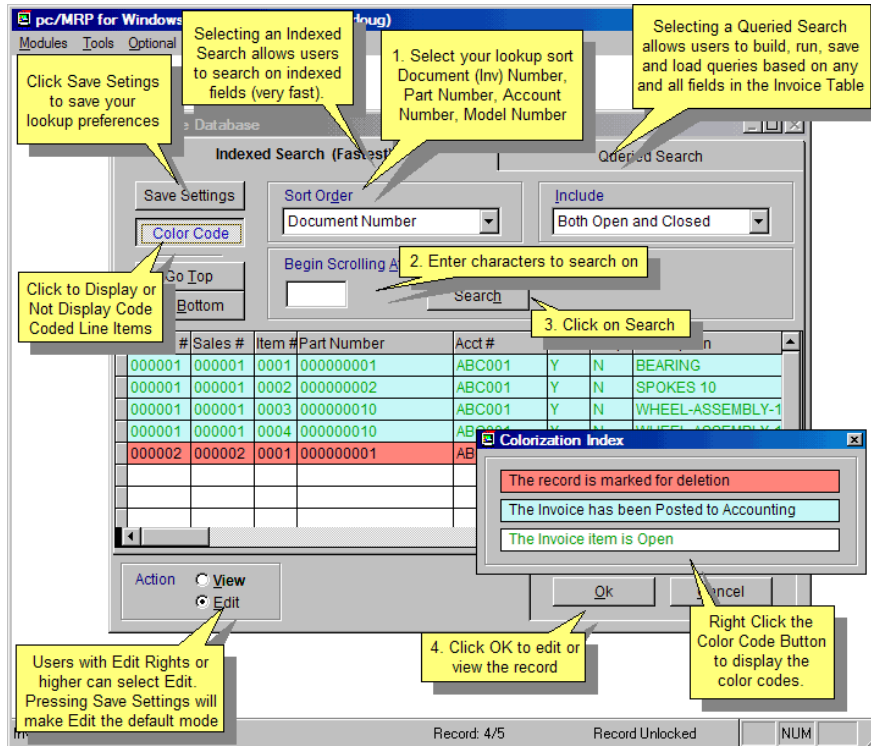 pc/MRP for Windows
doug)
Modules Tools Optional
Click Save Setings
to save your
lookup preferences
Selecting an Indexed
Search allows users
to search on indexed
fields (very fast).
1. Select your lookup sort
Document (Inv) Number,
Part Number, Account
Number, Model Number
Selecting a Queried Search
allows users to build, run, save
and load queries based on any
and all fields in the Invoice Table
Database
Indexed Search (Fastest)
Queried Search
Save Settings
Color Code
Sort Order
Document Number
Include
Both Open and Closed
Go Top
Bottom
Begin Scrolling
2. Enter characters to search on
Search
3. Click on Search
Click to Display or
Not Display Code
Coded Line Items
# Sales # Item # Part Number Acct #
000001 000001 0001 000000001 ABC001 Y N BEARING
000001 000001 0002 000000002 ABC001 Y N SPOKES 10
000001 000001 0003 000000010 ABC001 Y N WHEEL-ASSEMBLY-1
000001 000001 0004 000000010 ABC001 Y N WHEEL-ASSEMBLY-1
000002 000002 0001 000000001 AB
Colorization Index
The record is marked for deletion
The Invoice has been Posted to Accounting
The Invoice item is Open
Action
View
Edit
Ok
Cancel
Users with Edit Rights or
higher can select Edit.
Pressing Save Settings will
make Edit the default mode
4. Click OK to edit or
view the record
Right Click the
Color Code Button
to display the
color codes.
Record: 4/5
Record Unlocked
NUM